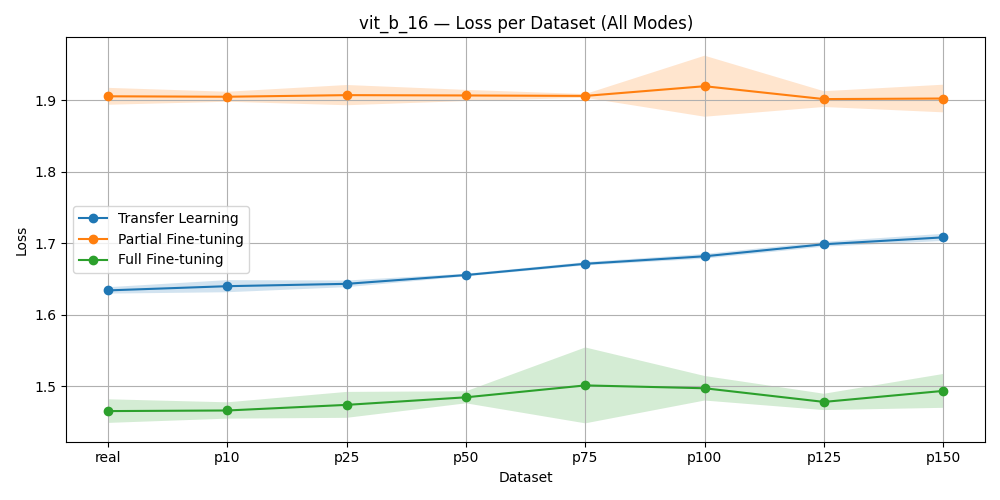 vit_b_16 — Loss per Dataset (All Modes)
Loss
1.9
1.8
1.7
1.6
1.5
Transfer Learning
Partial Fine-tuning
Full Fine-tuning
real p10 p25 p50 p75 p100 p125 p150
Dataset